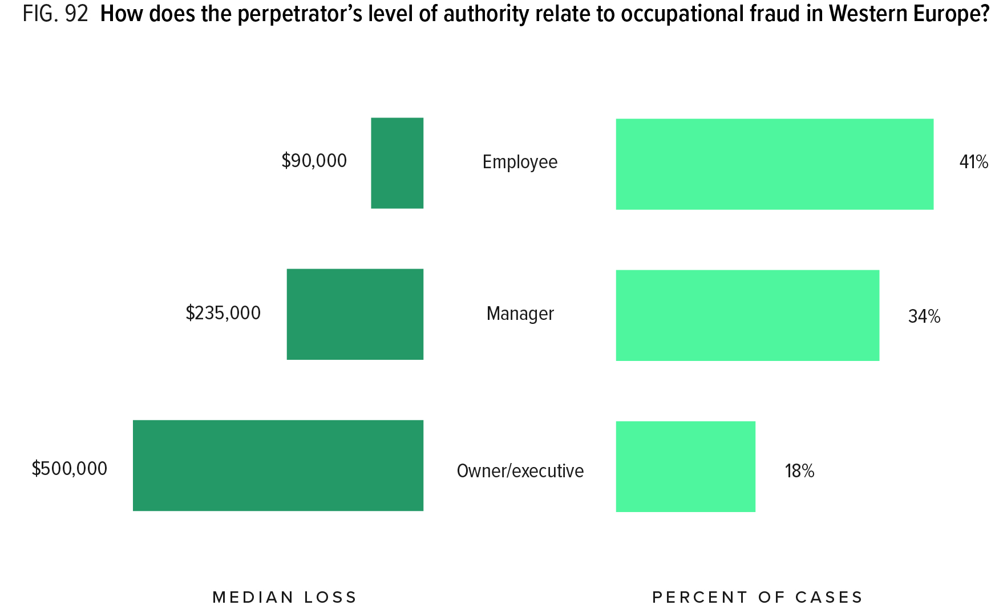 FIG. 92 How does the perpetrator’s level of authority relate to occupational fraud in Western Europe?
$90,000 Employee 41%
$235,000 Manager 34%
$500,000 Owner/executive 18%
MEDIAN LOSS PERCENT OF CASES